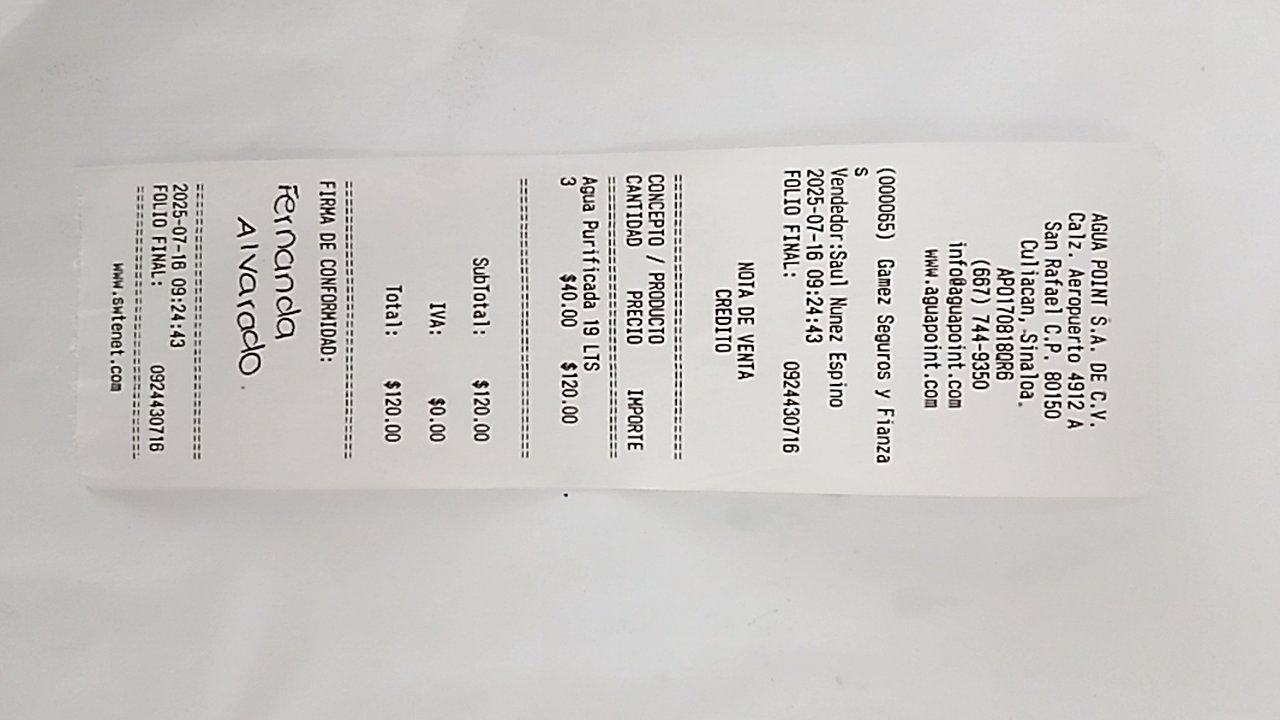 AGUA POINT S.A. DE C.V.
Calz. Aeropuerto 4912 A
San Rafael C.P. 80150
Culiacan, Sinaloa.
APO170818QR6
(667) 744-9350
info@aguapoint.com
www.aguapoint.com
(000065) Gamez Seguros y Fianza
s
Vendedor:Saul Nunez Espino
2025-07-16 09:24:43
FOLIO FINAL: 0924430716
NOTA DE VENTA
CREDITO
===============================
CONCEPTO / PRODUCTO
CANTIDAD PRECIO IMPORTE
===============================
Agua Purificada 19 LTS
3 $40.00 $120.00
===============================
SubTotal: $120.00
IVA: $0.00
Total: $120.00
===============================
FIRMA DE CONFORMIDAD:
Fernanda
Alvarado.
===============================
2025-07-16 09:24:43
FOLIO FINAL: 0924430716
===============================
www.swtenet.com